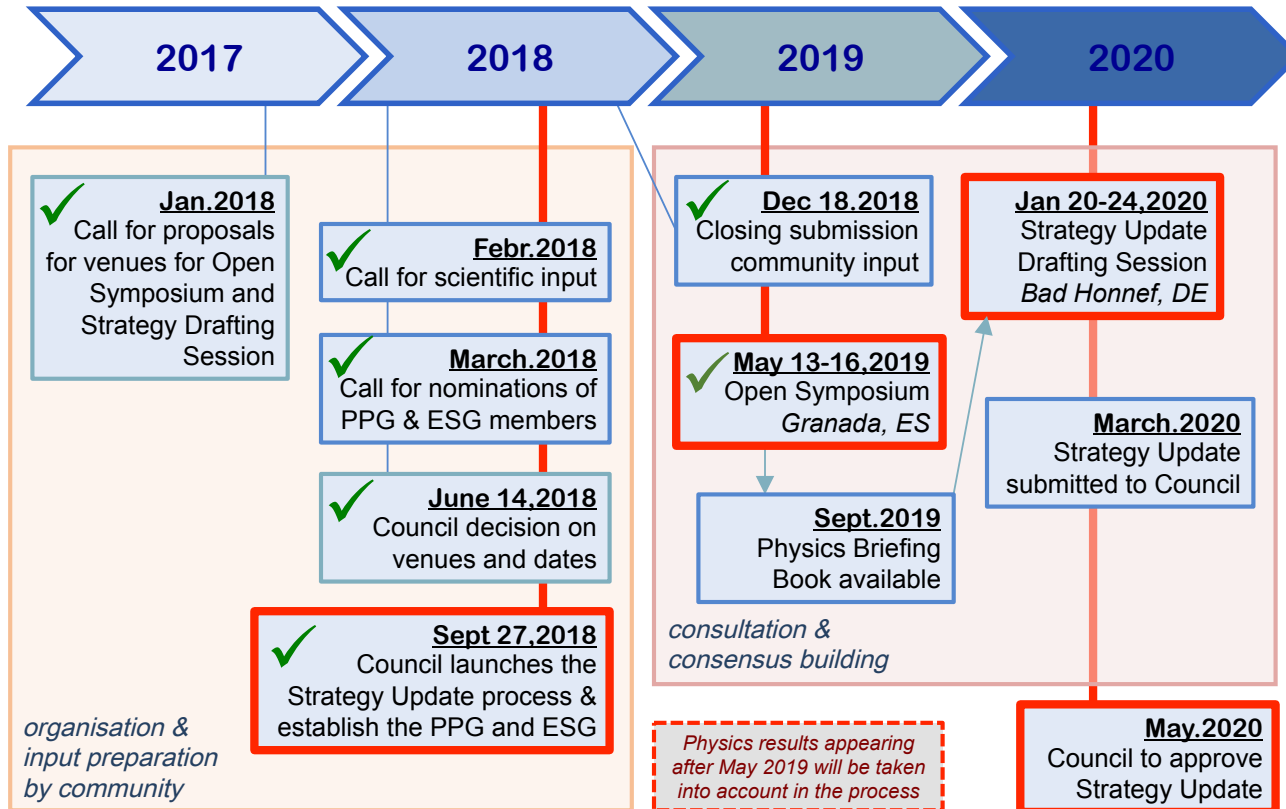 2017
2018
2019
2020
Jan.2018
Call for proposals
for venues for Open
Symposium and
Strategy Drafting
Session
Febr.2018
Call for scientific input
March.2018
Call for nominations of
PPG & ESG members
June 14,2018
Council decision on
venues and dates
Sept 27,2018
Council launches the
Strategy Update process &
establish the PPG and ESG
organisation &
input preparation
by community
Dec 18.2018
Closing submission
community input
May 13-16,2019
Open Symposium
Granada, ES
Sept.2019
Physics Briefing
Book available
consultation &
consensus building
Jan 20-24,2020
Strategy Update
Drafting Session
Bad Honnef, DE
March.2020
Strategy Update
submitted to Council
Physics results appearing
after May 2019 will be taken
into account in the process
May.2020
Council to approve
Strategy Update